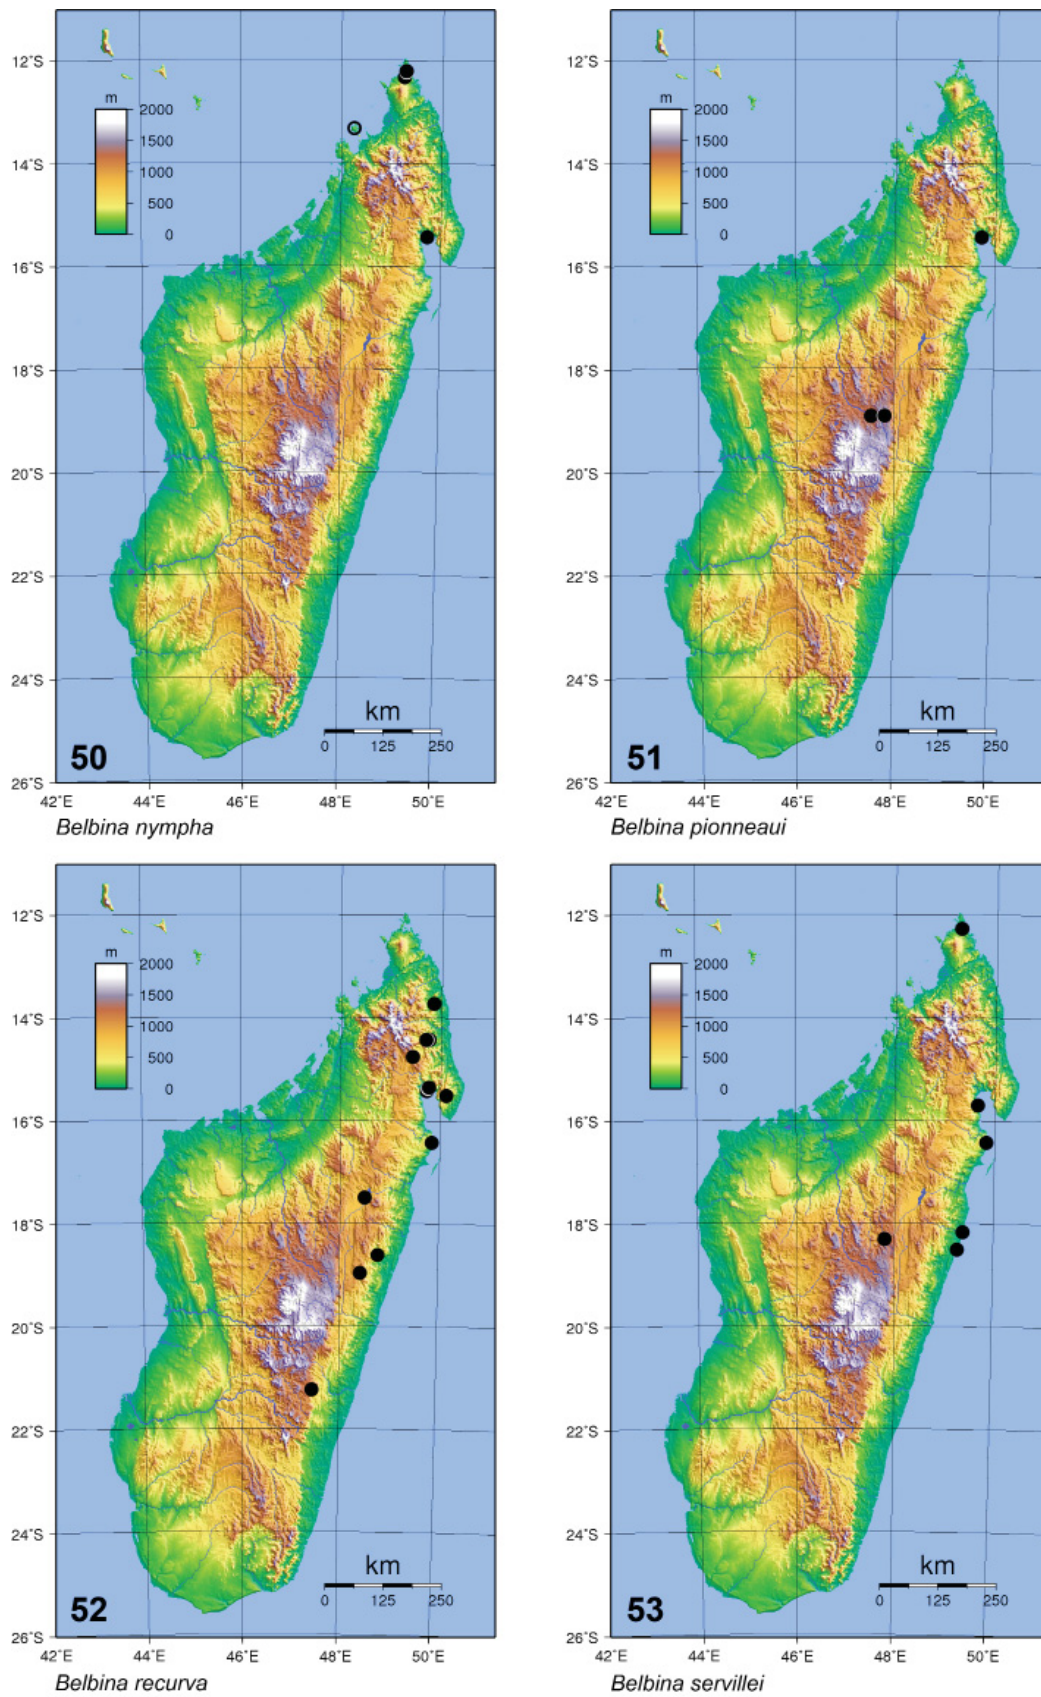 12°S
m
2000
1500
1000
500
0
14°S
16°S
18°S
20°S
22°S
24°S
26°S
km
0 125 250
50
42°E 44°E 46°E 48°E 50°E
Belbina nympha
12°S
m
2000
1500
1000
500
0
14°S
16°S
18°S
20°S
22°S
24°S
26°S
km
0 125 250
51
42°E 44°E 46°E 48°E 50°E
Belbina pionneaui
12°S
m
2000
1500
1000
500
0
14°S
16°S
18°S
20°S
22°S
24°S
26°S
km
0 125 250
52
42°E 44°E 46°E 48°E 50°E
Belbina recurva
12°S
m
2000
1500
1000
500
0
14°S
16°S
18°S
20°S
22°S
24°S
26°S
km
0 125 250
53
42°E 44°E 46°E 48°E 50°E
Belbina servillei